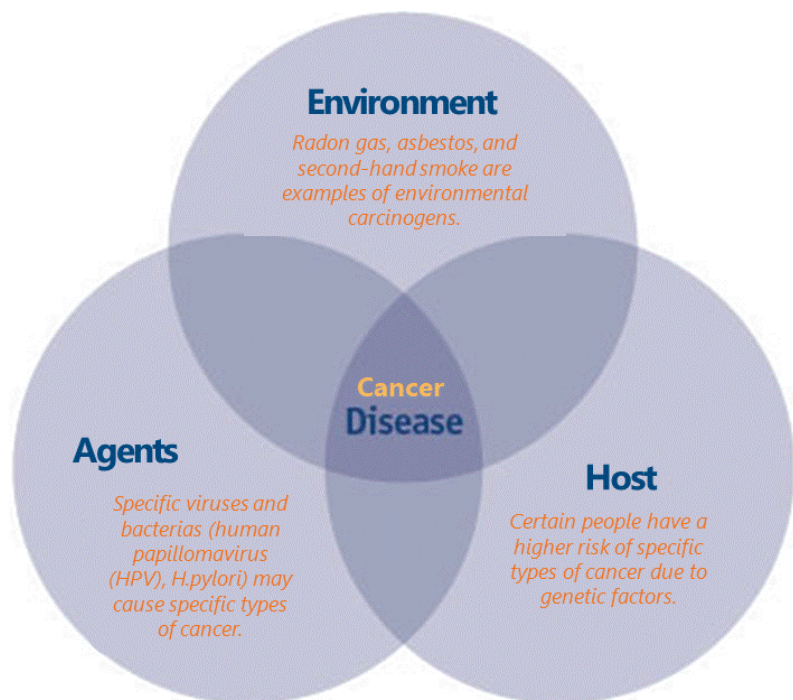 Environment
Radon gas, asbestos, and
second-hand smoke are
examples of environmental
carcinogens.
Cancer
Disease
Agents
Specific viruses and
bacterias (human
papillomavirus
(HPV), H.pylori) may
cause specific types
of cancer.
Host
Certain people have a
higher risk of specific
types of cancer due to
genetic factors.